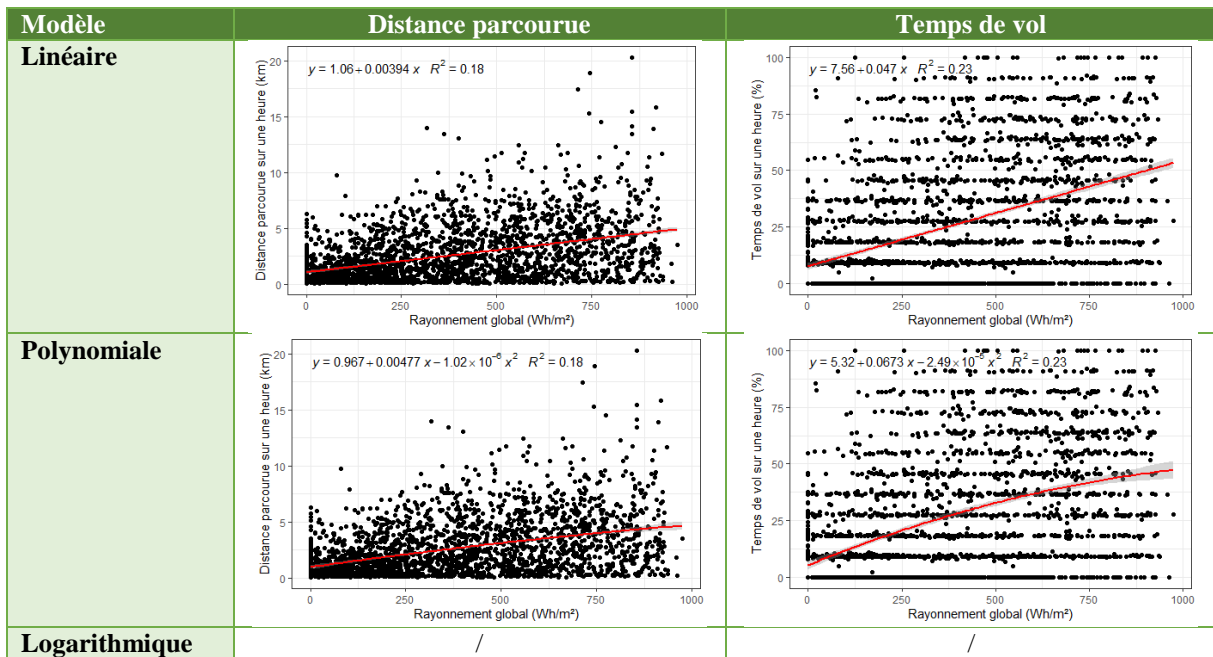 Modèle Distance parcourue Temps de vol
Linéaire
y = 1.06 + 0.00394 x R² = 0.18
Distance parcourue sur une heure (km)
20
15
10
5
0
0 250 500 750 1000
Rayonnement global (Wh/m²)
y = 7.56 + 0.047 x R² = 0.23
Temps de vol sur une heure (%)
100
75
50
25
0
0 250 500 750 1000
Rayonnement global (Wh/m²)
Polynomiale
y = 0.967 + 0.00477 x − 1.02 × 10⁻⁶ x² R² = 0.18
Distance parcourue sur une heure (km)
20
15
10
5
0
0 250 500 750 1000
Rayonnement global (Wh/m²)
y = 5.32 + 0.0673 x − 2.49 × 10⁻⁵ x² R² = 0.23
Temps de vol sur une heure (%)
100
75
50
25
0
0 250 500 750 1000
Rayonnement global (Wh/m²)
Logarithmique / /